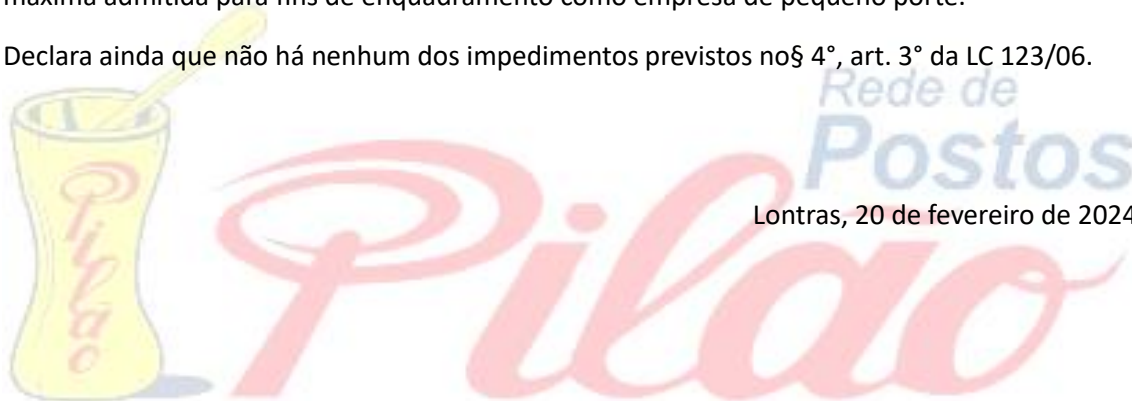 máxima admitida para fins de enquadramento como empresa de pequeno porte.
Declara ainda que não há nenhum dos impedimentos previstos no§ 4°, art. 3° da LC 123/06.
Rede de
Postos
Lontras, 20 de fevereiro de 2024
Pilão
Pilão